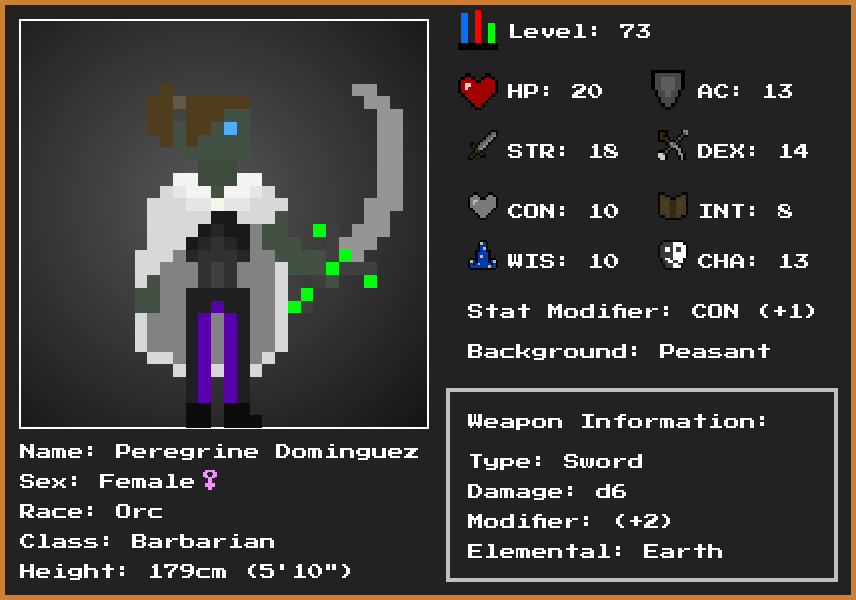 Level: 73
HP: 20
AC: 13
STR: 18
DEX: 14
CON: 10
INT: 8
WIS: 10
CHA: 13
Stat Modifier: CON (+1)
Background: Peasant
Weapon Information:
Type: Sword
Damage: d6
Modifier: (+2)
Elemental: Earth
Name: Peregrine Dominguez
Sex: Female♀
Race: Orc
Class: Barbarian
Height: 179cm (5'10")